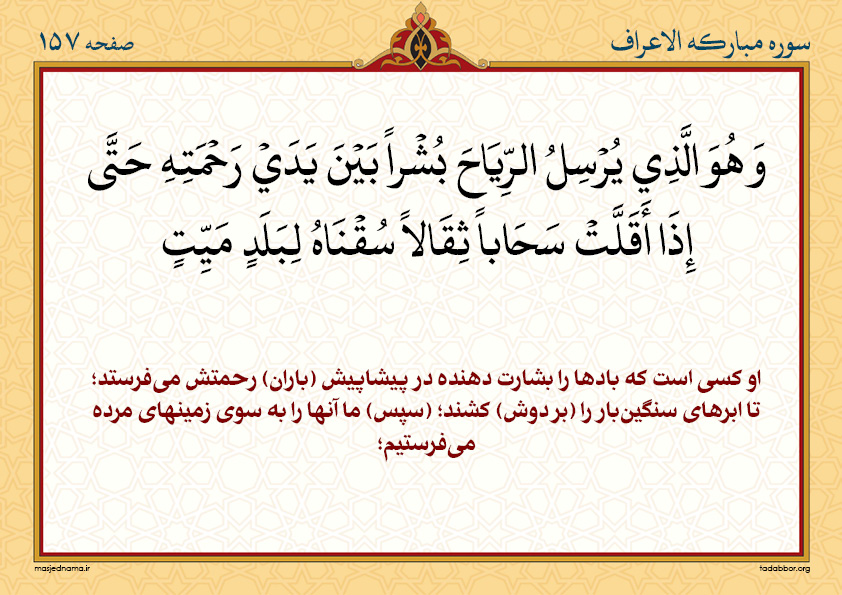 سوره مبارکه الاعراف
صفحه ۱۵۷
وَهُوَ الَّذِي يُرْسِلُ الرِّيَاحَ بُشْراً بَيْنَ يَدَيْ رَحْمَتِهِ حَتَّى
إِذَا أَقَلَّتْ سَحَاباً ثِقَالاً سُقْنَاهُ لِبَلَدٍ مَيِّتٍ
او کسی است که بادها را بشارت دهنده در پیشاپیش (باران) رحمتش می‌فرستد؛
تا ابرهای سنگین‌بار را (بر دوش) کشند؛ (سپس) ما آنها را به سوی زمینهای مرده
می‌فرستیم؛
masjednama.ir
tadabbor.org